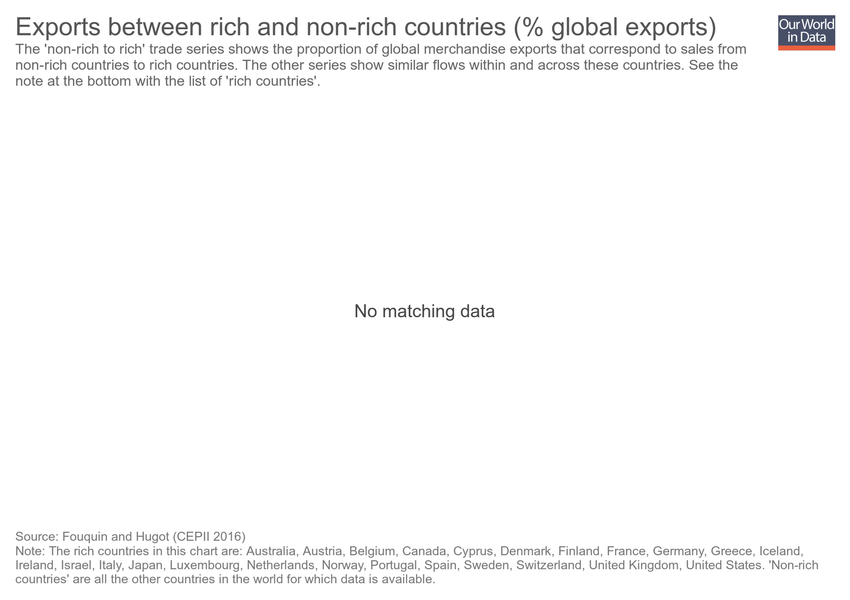 Exports between rich and non-rich countries (% global exports)
Our World
in Data
The 'non-rich to rich' trade series shows the proportion of global merchandise exports that correspond to sales from
non-rich countries to rich countries. The other series show similar flows within and across these countries. See the
note at the bottom with the list of 'rich countries'.
No matching data
Source: Fouquin and Hugot (CEPII 2016)
Note: The rich countries in this chart are: Australia, Austria, Belgium, Canada, Cyprus, Denmark, Finland, France, Germany, Greece, Iceland,
Ireland, Israel, Italy, Japan, Luxembourg, Netherlands, Norway, Portugal, Spain, Sweden, Switzerland, United Kingdom, United States. 'Non-rich
countries' are all the other countries in the world for which data is available.